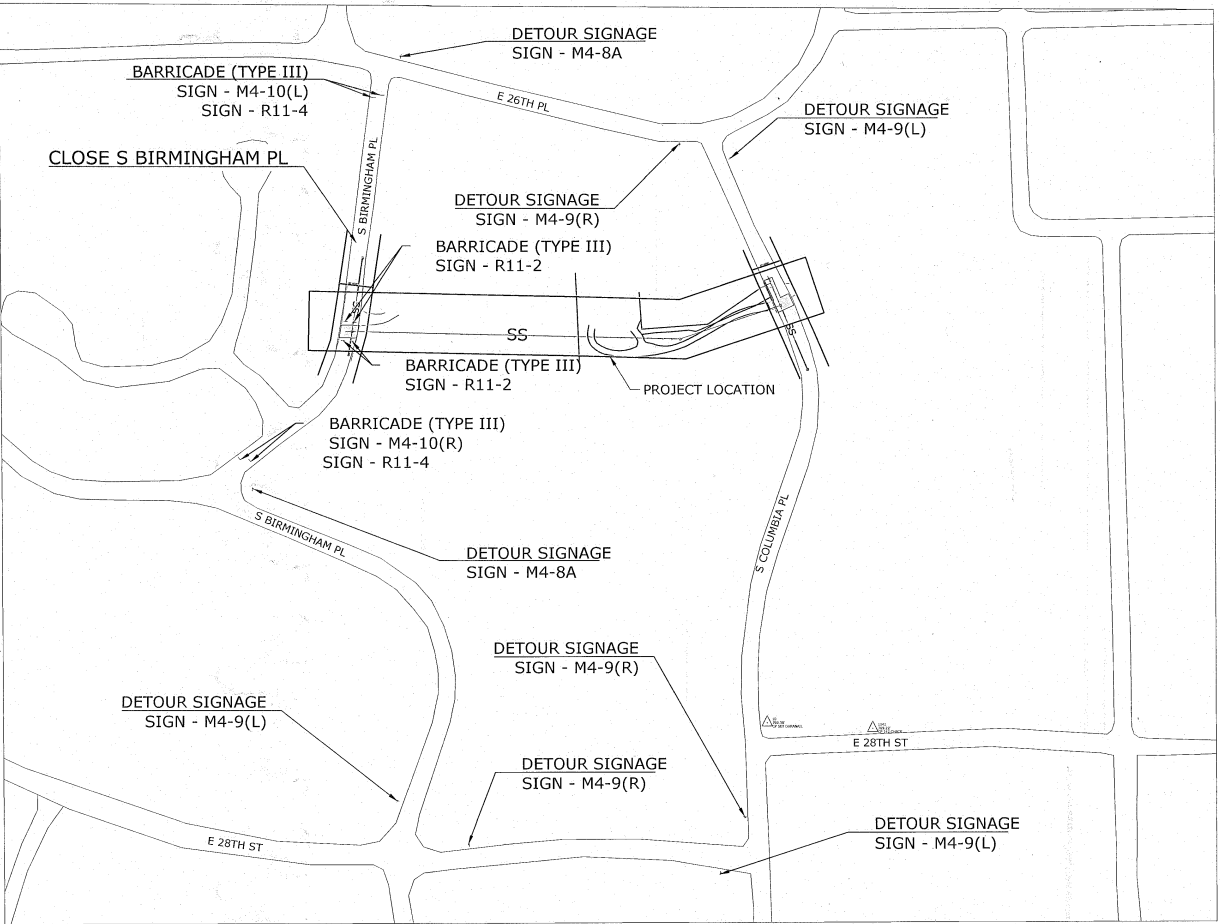 DETOUR SIGNAGE
SIGN - M4-8A
BARRICADE (TYPE III)
SIGN - M4-10(L)
SIGN - R11-4
E 26TH PL
DETOUR SIGNAGE
SIGN - M4-9(L)
CLOSE S BIRMINGHAM PL
S BIRMINGHAM PL
DETOUR SIGNAGE
SIGN - M4-9(R)
BARRICADE (TYPE III)
SIGN - R11-2
SS
SS
SS
BARRICADE (TYPE III)
SIGN - R11-2
PROJECT LOCATION
BARRICADE (TYPE III)
SIGN - M4-10(R)
SIGN - R11-4
S BIRMINGHAM PL
S COLUMBIA PL
DETOUR SIGNAGE
SIGN - M4-8A
DETOUR SIGNAGE
SIGN - M4-9(R)
DETOUR SIGNAGE
SIGN - M4-9(L)
E 28TH ST
DETOUR SIGNAGE
SIGN - M4-9(R)
E 28TH ST
DETOUR SIGNAGE
SIGN - M4-9(L)